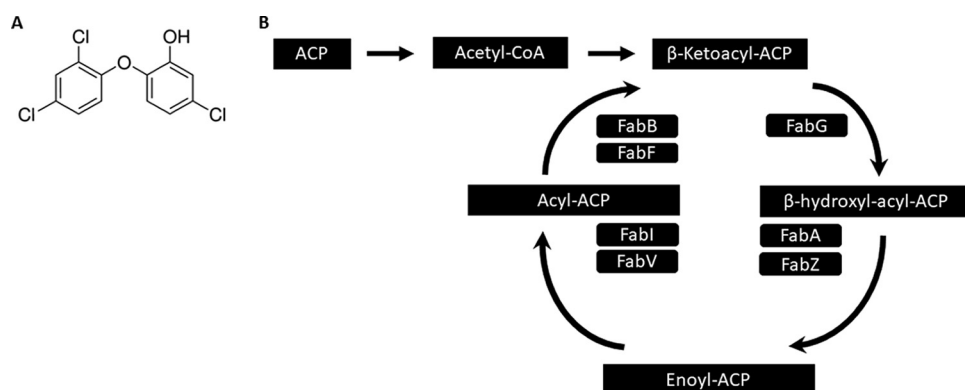 A
Cl
OH
O
Cl
Cl
B
ACP
Acetyl-CoA
β-Ketoacyl-ACP
FabB
FabF
FabG
Acyl-ACP
β-hydroxyl-acyl-ACP
FabI
FabV
FabA
FabZ
Enoyl-ACP